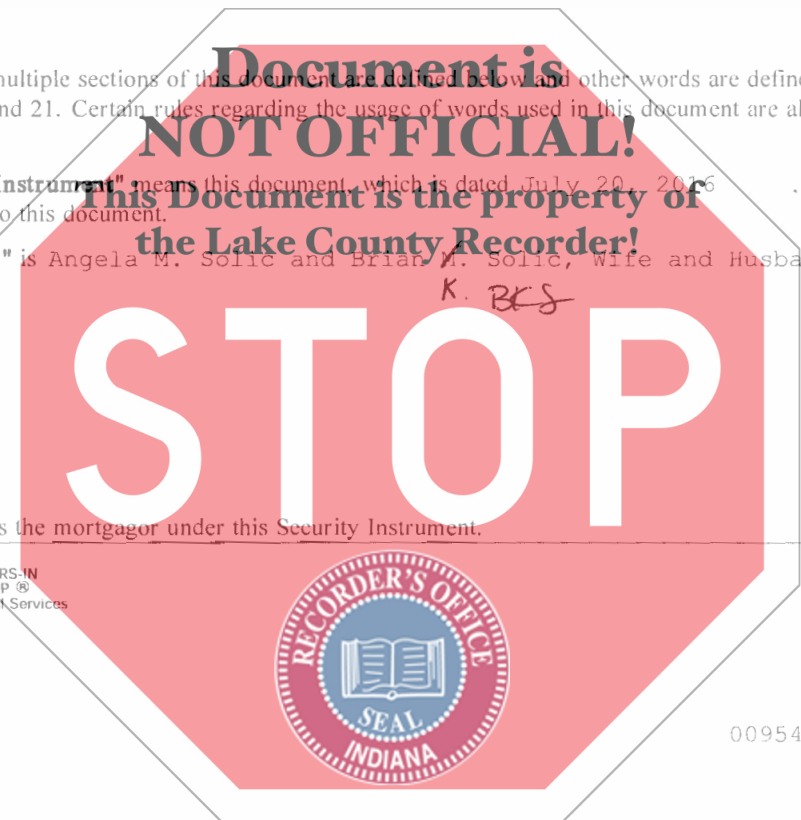 Document is
multiple sections of this document are defined below and other words are define
nd 21. Certain rules regarding the usage of words used in this document are al
NOT OFFICIAL!
Instrument" means this document, which is dated July 20, 2016 .
This Document is the property of
o this document.
the Lake County Recorder!
" is Angela M. Solic and Brian M. Solic, Wife and Husba
K. BKS
STOP
s the mortgagor under this Security Instrument.
RS-IN
P ®
Services
RECORDER'S OFFICE
SEAL
INDIANA
00954